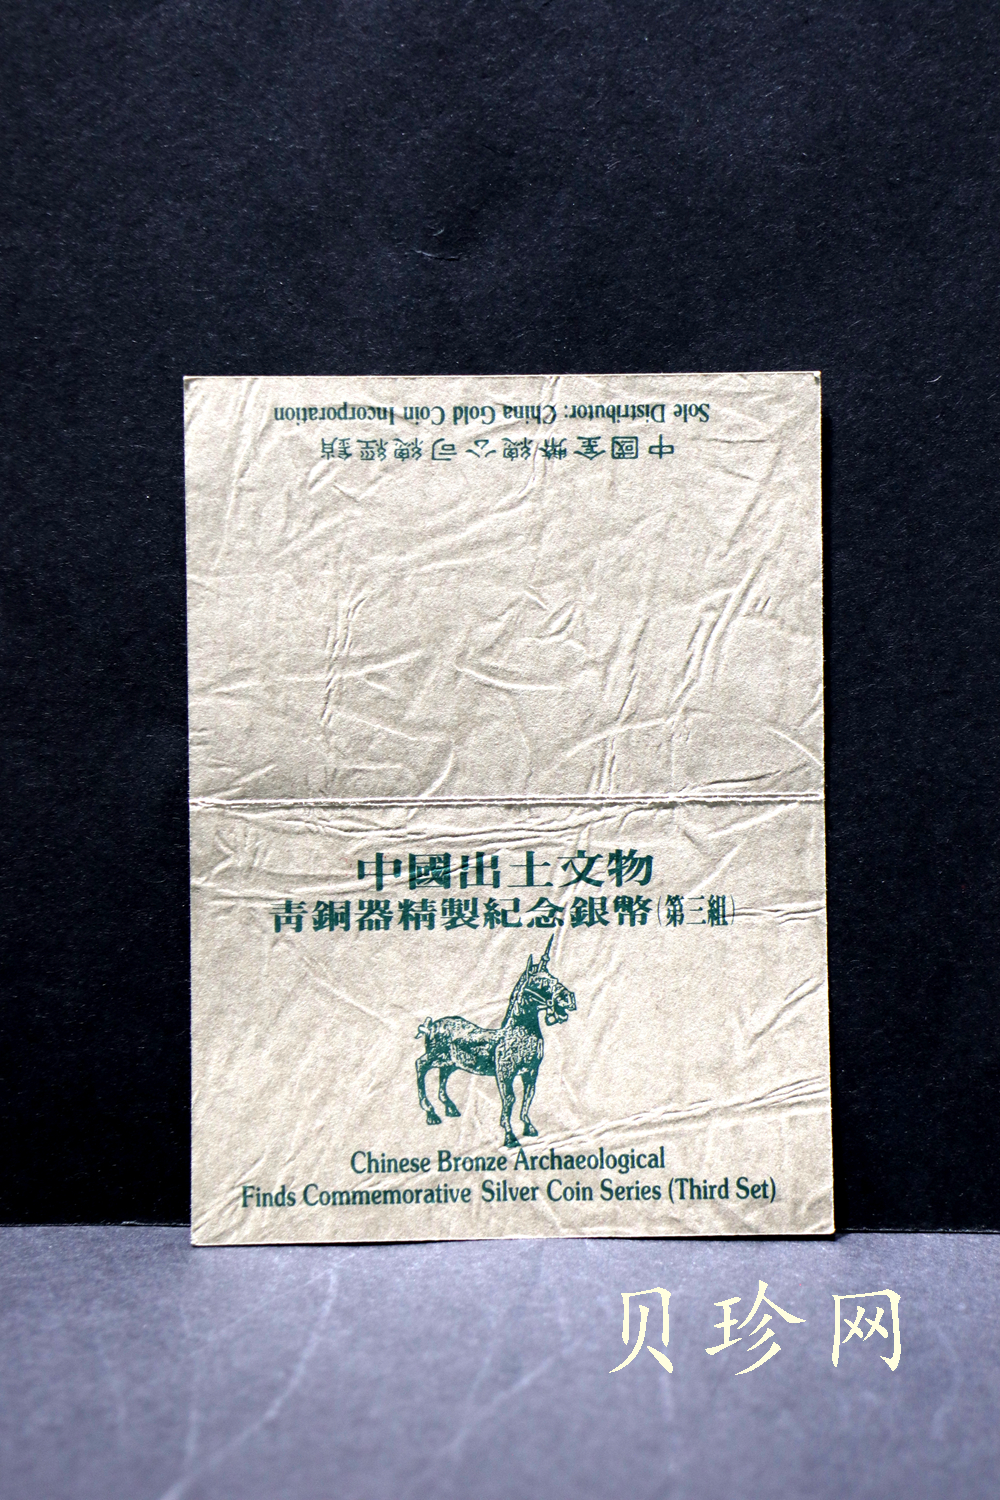 Sole Distributor: China Gold Coin Incorporation
中國金幣總公司總經銷
中國出土文物
青銅器精製紀念銀幣(第三組)
Chinese Bronze Archaeological
Finds Commemorative Silver Coin Series (Third Set)
贝珍网